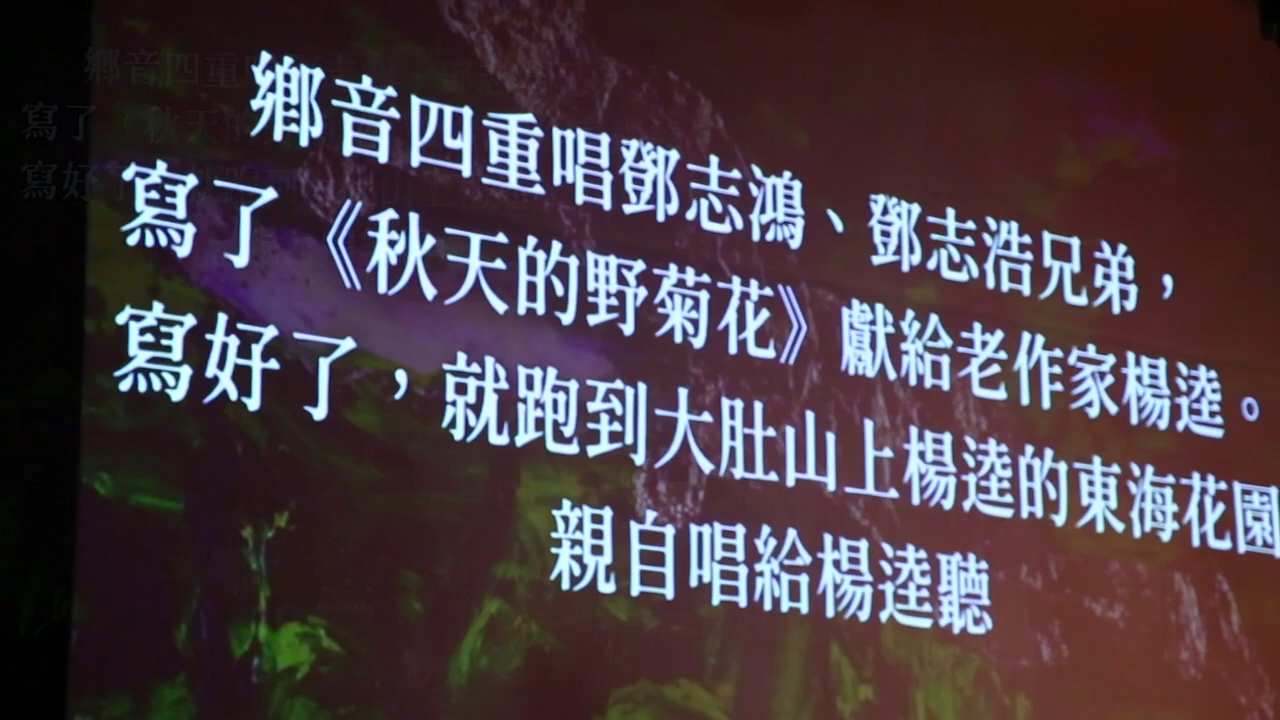 鄉音四重唱鄧志鴻、鄧志浩兄弟，
寫了《秋天的野菊花》獻給老作家楊逵。
寫好了，就跑到大肚山上楊逵的東海花園
親自唱給楊逵聽